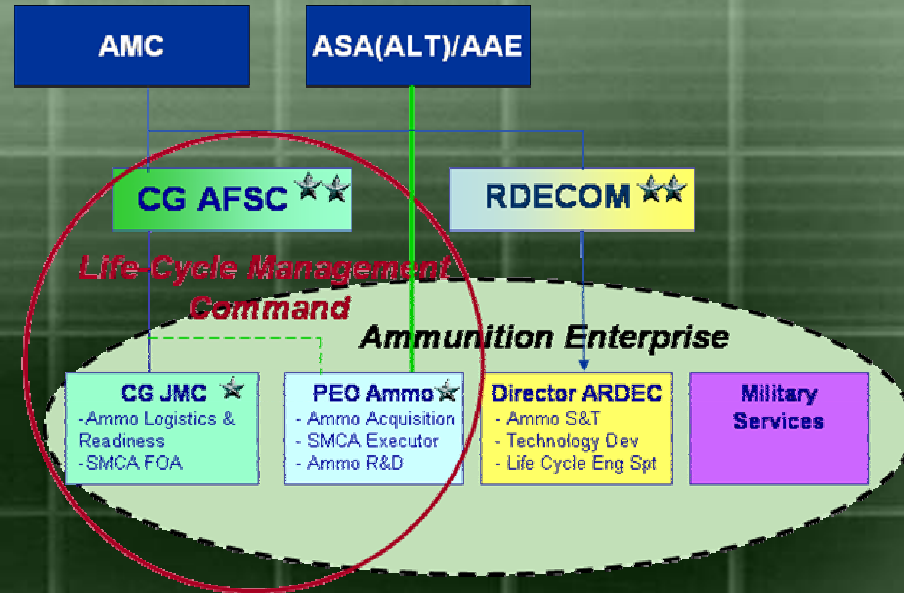 AMC
ASA(ALT)/AAE
CG AFSC
RDECOM
Life-Cycle Management
Command
Ammunition Enterprise
CG JMC
-Ammo Logistics &
Readiness
-SMCA FOA
PEO Ammo
- Ammo Acquisition
- SMCA Executor
- Ammo R&D
Director ARDEC
- Ammo S&T
- Technology Dev
- Life Cycle Eng Spt
Military
Services